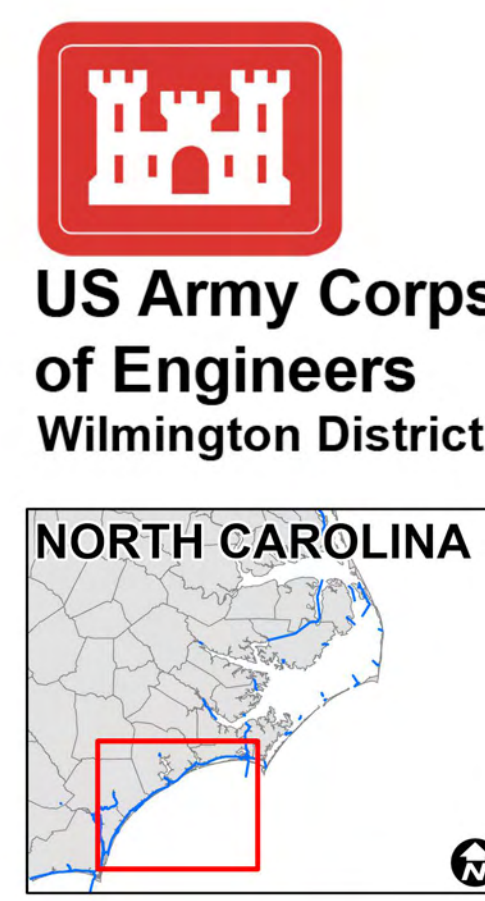 US Army Corps
of Engineers
Wilmington District
NORTH CAROLINA
N